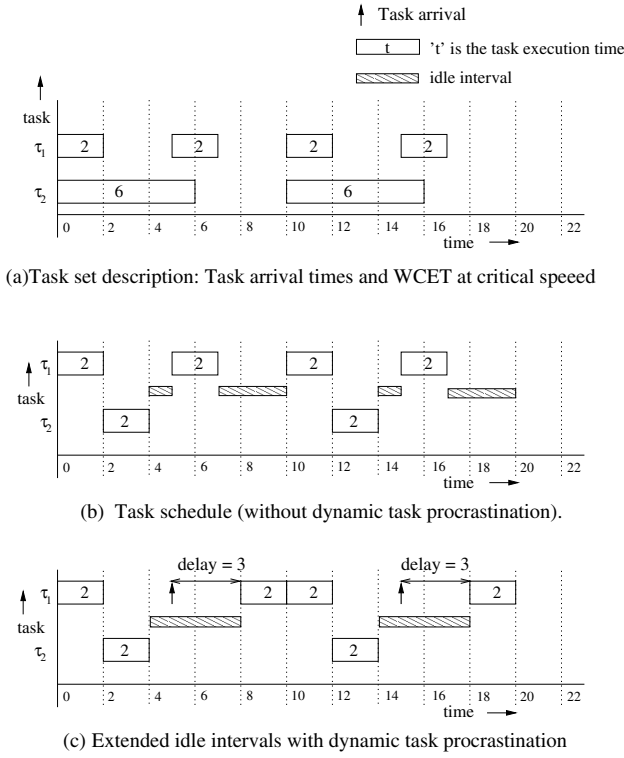 Task arrival
t 't' is the task execution time
idle interval
task
τ1 2 2 2 2
τ2 6 6
0 2 4 6 8 10 12 14 16 18 20 22
time
(a)Task set description: Task arrival times and WCET at critical speeed
τ1 2 2 2 2
task
τ2 2 2
0 2 4 6 8 10 12 14 16 18 20 22
time
(b) Task schedule (without dynamic task procrastination).
delay = 3 delay = 3
τ1 2 2 2 2
task
τ2 2 2
0 2 4 6 8 10 12 14 16 18 20 22
time
(c) Extended idle intervals with dynamic task procrastination